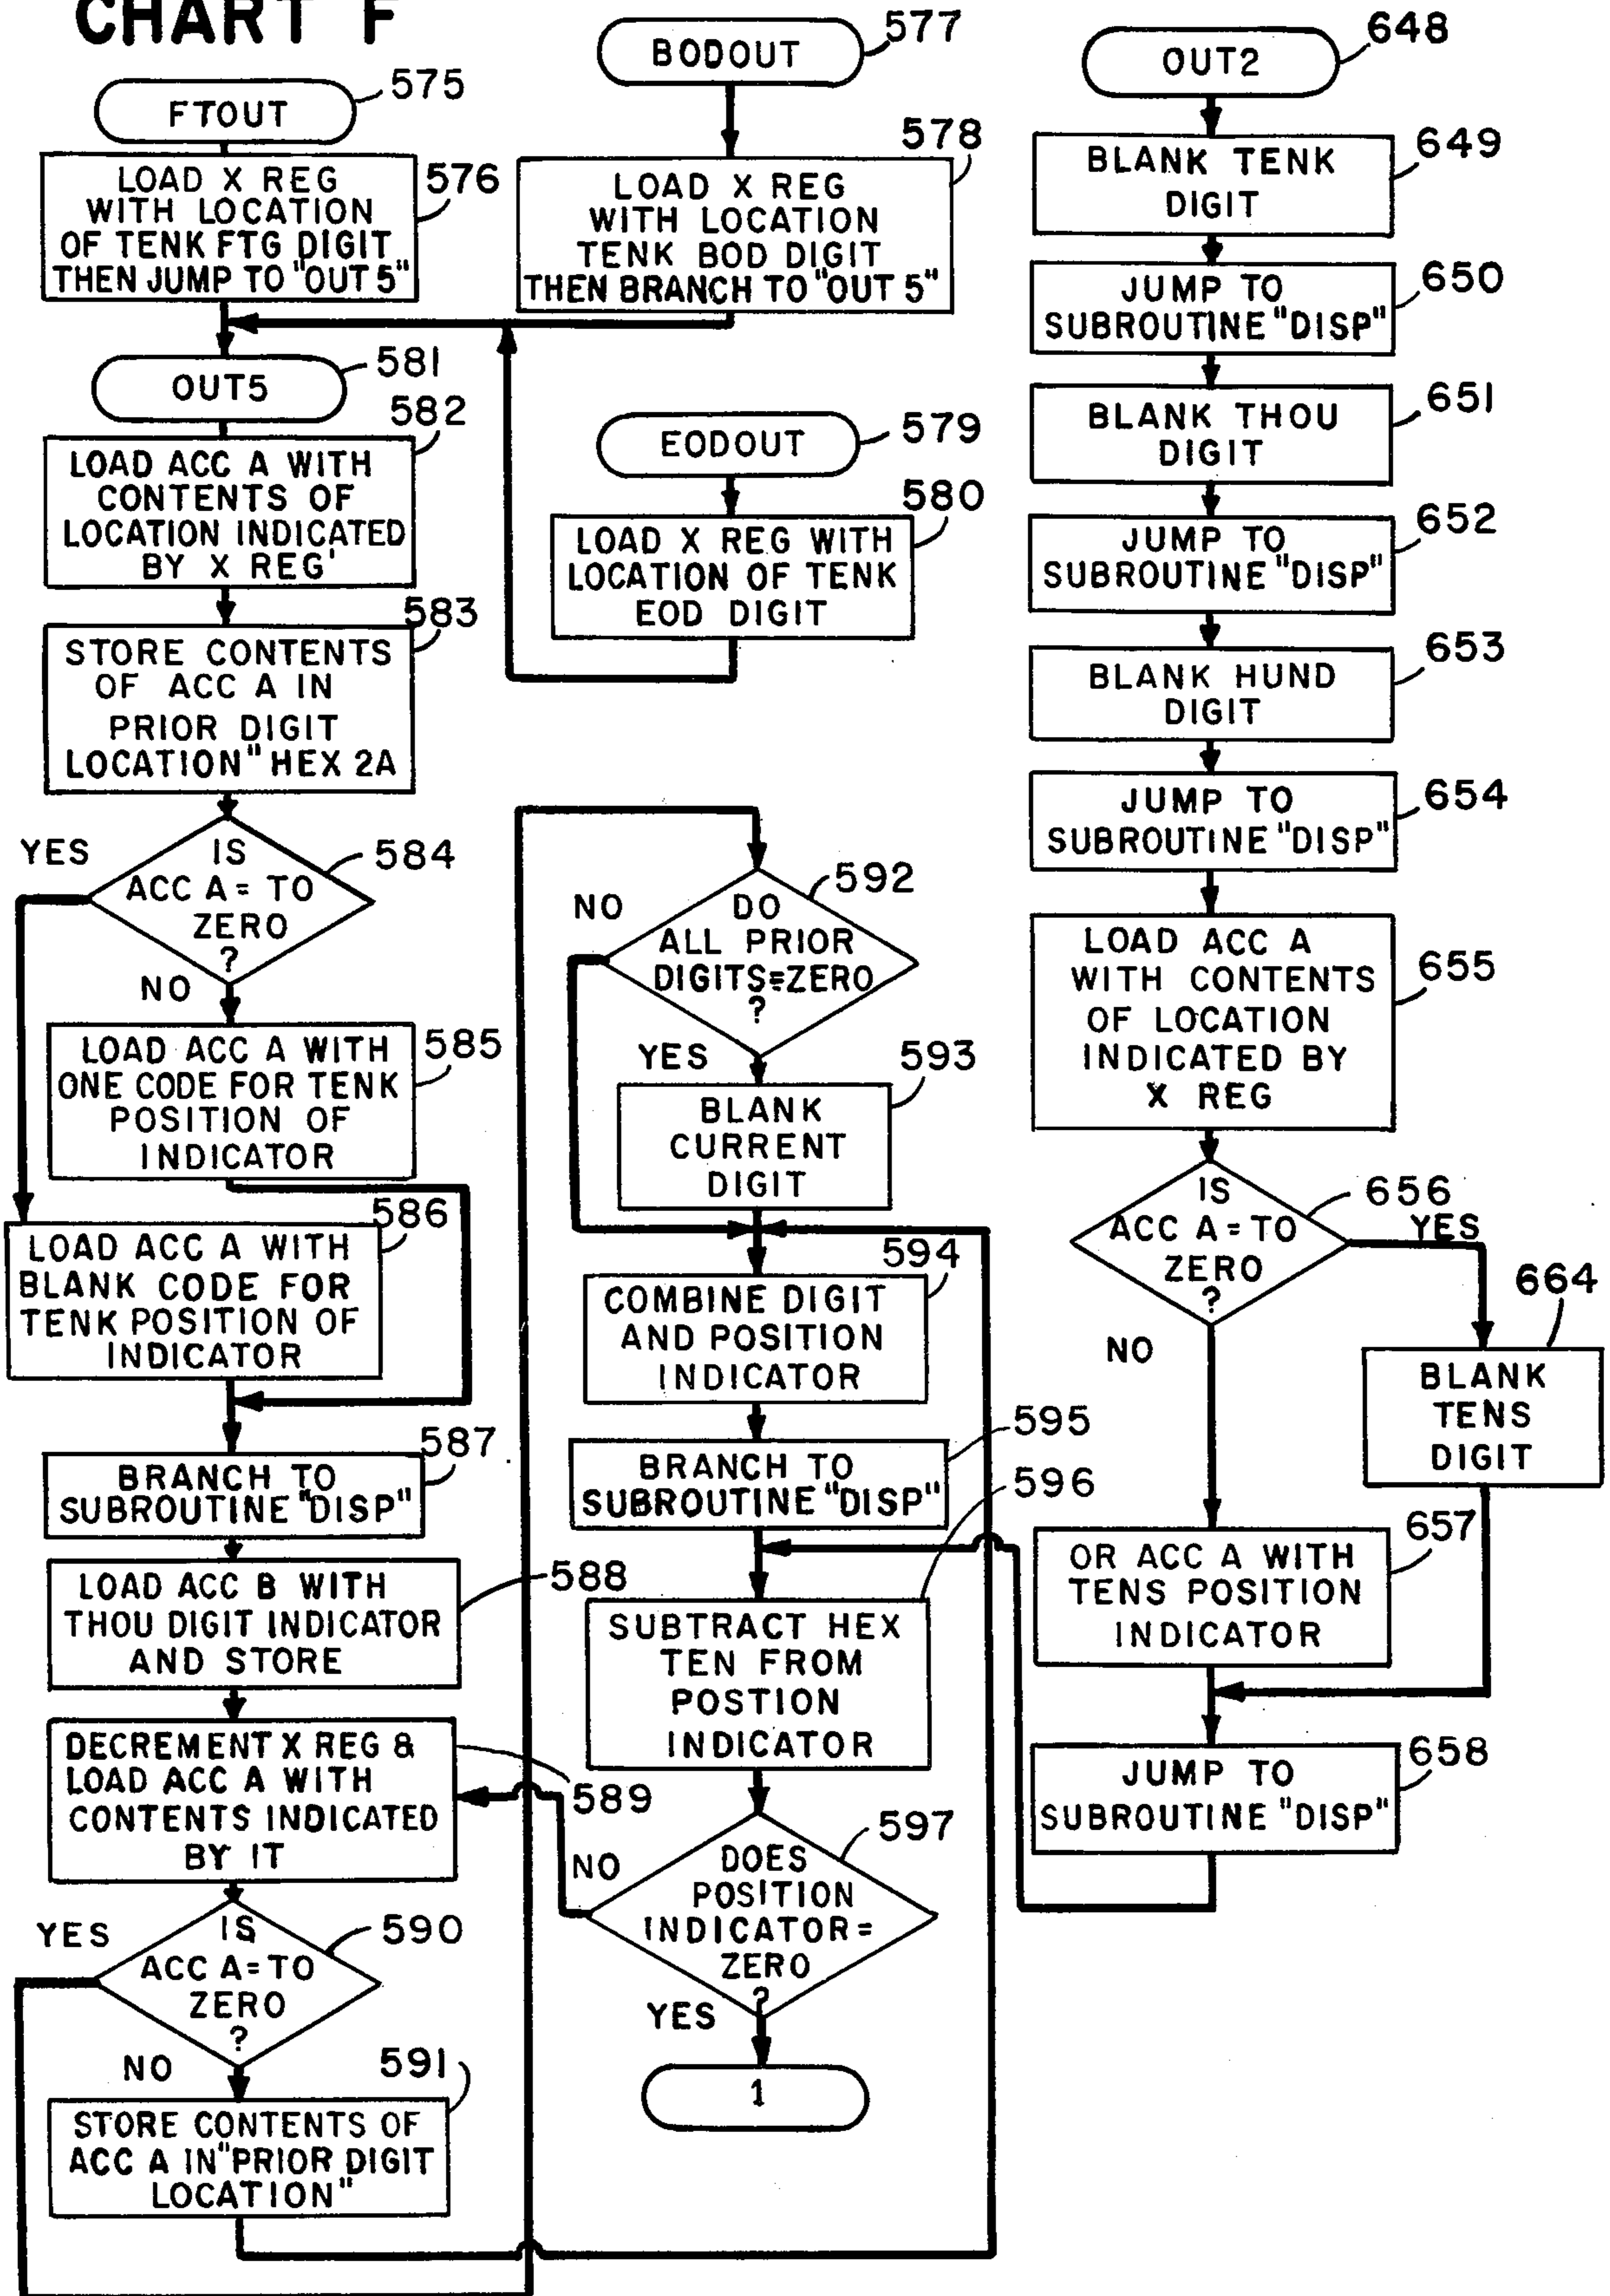 CHART F
575
FTOUT
LOAD X REG
WITH LOCATION
OF TENK FTG DIGIT
THEN JUMP TO "OUT 5"
576
OUT5
581
582
LOAD ACC A WITH
CONTENTS OF
LOCATION INDICATED
BY X REG'
583
STORE CONTENTS
OF ACC A IN
PRIOR DIGIT
LOCATION" HEX 2A
YES
IS
ACC A = TO
ZERO
?
584
NO
LOAD ACC A WITH
ONE CODE FOR TENK
POSITION OF
INDICATOR
585
586
LOAD ACC A WITH
BLANK CODE FOR
TENK POSITION OF
INDICATOR
587
BRANCH TO
SUBROUTINE "DISP"
LOAD ACC B WITH
THOU DIGIT INDICATOR
AND STORE
588
DECREMENT X REG &
LOAD ACC A WITH
CONTENTS INDICATED
BY IT
589
YES
IS
ACC A = TO
ZERO
?
590
NO
591
STORE CONTENTS OF
ACC A IN "PRIOR DIGIT
LOCATION"
BODOUT
577
578
LOAD X REG
WITH LOCATION
TENK BOD DIGIT
THEN BRANCH TO "OUT 5"
EODOUT
579
580
LOAD X REG WITH
LOCATION OF TENK
EOD DIGIT
592
NO
DO
ALL PRIOR
DIGITS=ZERO
?
YES
593
BLANK
CURRENT
DIGIT
594
COMBINE DIGIT
AND POSITION
INDICATOR
595
BRANCH TO
SUBROUTINE "DISP"
596
SUBTRACT HEX
TEN FROM
POSTION
INDICATOR
597
NO
DOES
POSITION
INDICATOR =
ZERO
?
YES
1
OUT2
648
BLANK TENK
DIGIT
649
JUMP TO
SUBROUTINE "DISP"
650
BLANK THOU
DIGIT
651
JUMP TO
SUBROUTINE "DISP"
652
BLANK HUND
DIGIT
653
JUMP TO
SUBROUTINE "DISP"
654
LOAD ACC A
WITH CONTENTS
OF LOCATION
INDICATED BY
X REG
655
IS
ACC A = TO
ZERO
?
656
YES
NO
664
BLANK
TENS
DIGIT
657
OR ACC A WITH
TENS POSITION
INDICATOR
658
JUMP TO
SUBROUTINE "DISP"